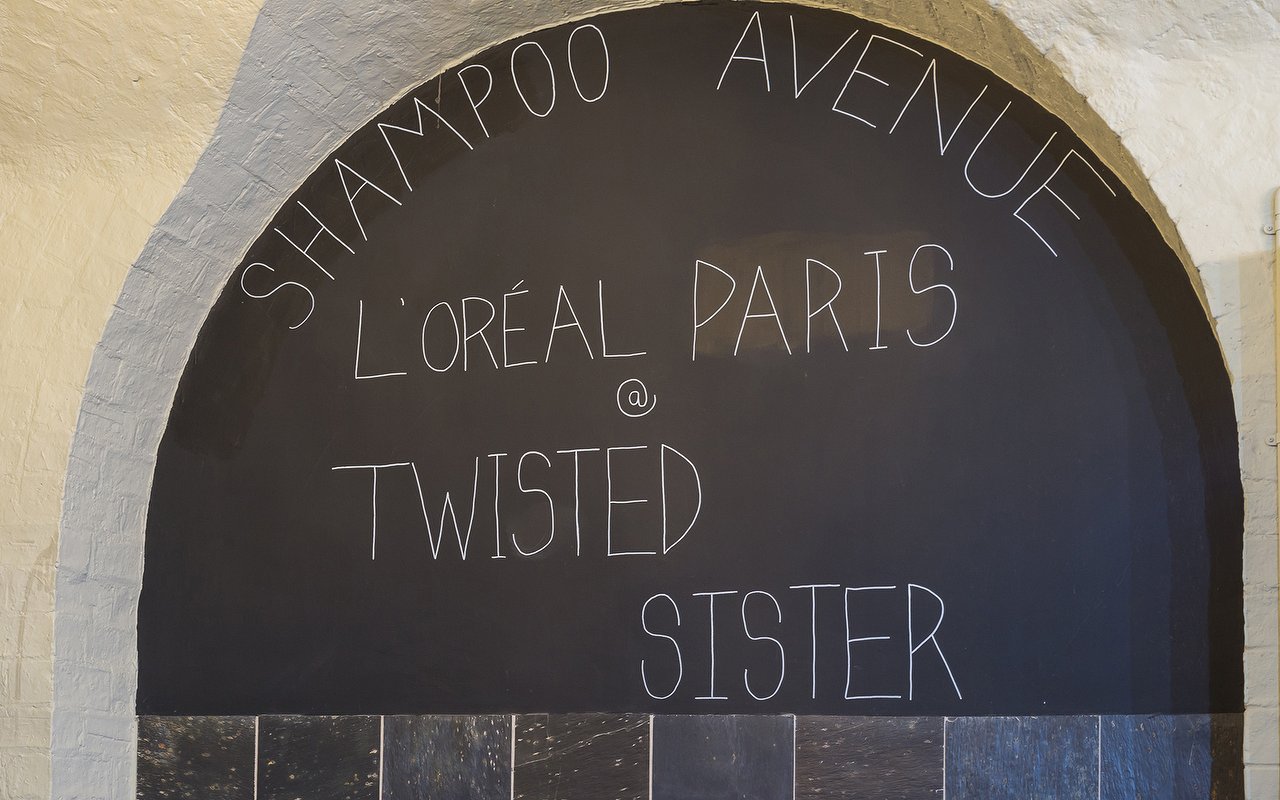 SHAMPOO AVENUE
L'ORÉAL PARIS
@
TWISTED
SISTER